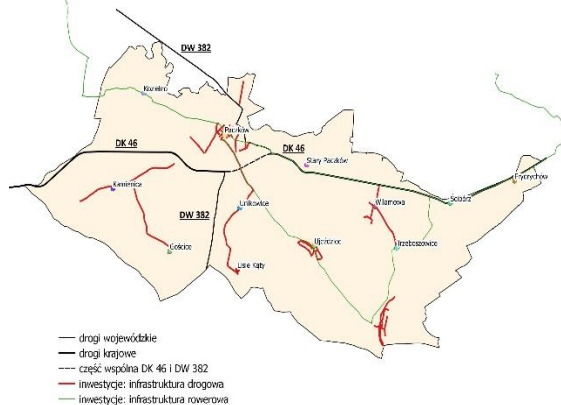 DW 382
Kozielno
Paczków
DK 46
DK 46
Stary Paczków
Frydrychów
Kamienica
Unikowice
Wilamowa
Ścibórz
DW 382
Gościce
Ujeździec
Trzeboszowice
Lisie Kąty
drogi wojewódzkie
drogi krajowe
część wspólna DK 46 i DW 382
inwestycje: infrastruktura drogowa
inwestycje: infrastruktura rowerowa